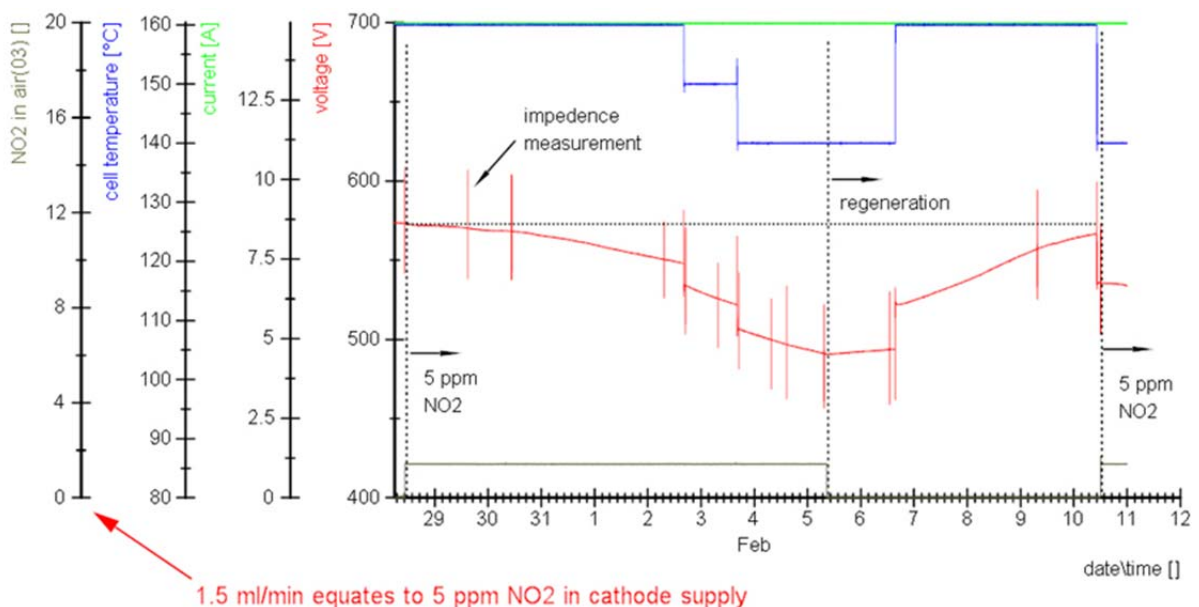 NO2 in air(03) []
20
16
12
8
4
0
cell temperature [°C]
160
150
140
130
120
110
100
90
80
current [A]
12.5
10
7.5
5
2.5
0
voltage [V]
700
600
500
400
impedence
measurement
regeneration
5 ppm
NO2
5 ppm
NO2
29 30 31 1 2 3 4 5 6 7 8 9 10 11 12
Feb
date\time []
1.5 ml/min equates to 5 ppm NO2 in cathode supply